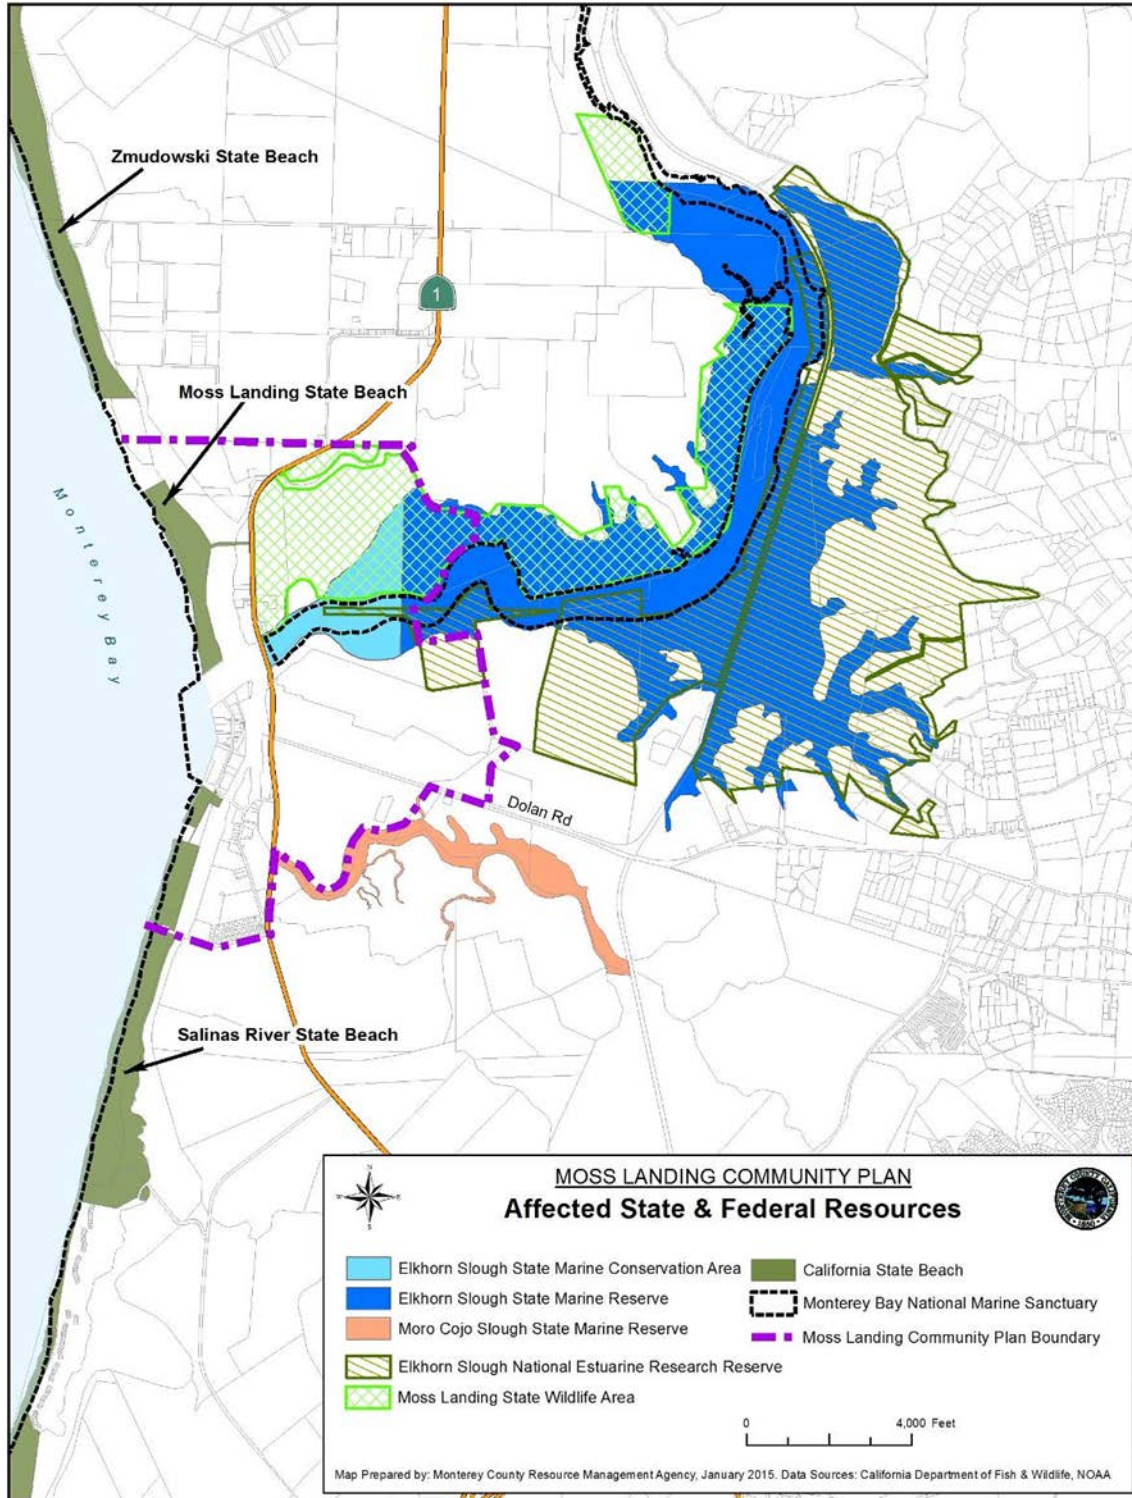 Zmudowski State Beach
1
Moss Landing State Beach
Monterey Bay
Dolan Rd
Salinas River State Beach
MOSS LANDING COMMUNITY PLAN
Affected State & Federal Resources
N
W
E
S
Elkhorn Slough State Marine Conservation Area
Elkhorn Slough State Marine Reserve
Moro Cojo Slough State Marine Reserve
Elkhorn Slough National Estuarine Research Reserve
Moss Landing State Wildlife Area
California State Beach
Monterey Bay National Marine Sanctuary
Moss Landing Community Plan Boundary
0
4,000 Feet
Map Prepared by: Monterey County Resource Management Agency, January 2015. Data Sources: California Department of Fish & Wildlife, NOAA